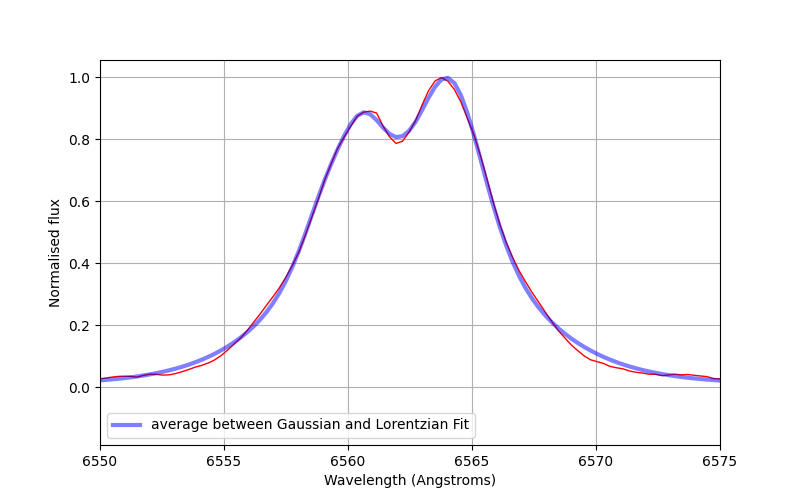 1.0
0.8
0.6
0.4
0.2
0.0
Normalised flux
average between Gaussian and Lorentzian Fit
6550 6555 6560 6565 6570 6575
Wavelength (Angstroms)